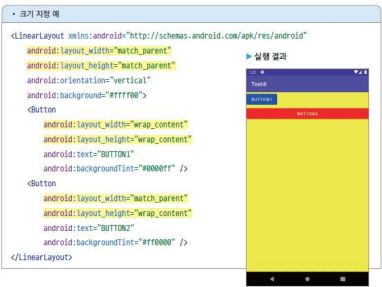 • 크기 지정 예
<LinearLayout xmlns:android="http://schemas.android.com/apk/res/android"
android:layout_width="match_parent"
android:layout_height="match_parent"
android:orientation="vertical"
android:background="#ffff00">
<Button
android:layout_width="wrap_content"
android:layout_height="wrap_content"
android:text="BUTTON1"
android:backgroundTint="#0000ff" />
<Button
android:layout_width="match_parent"
android:layout_height="wrap_content"
android:text="BUTTON2"
android:backgroundTint="#ff0000" />
</LinearLayout>
▶ 실행 결과
BUTTON1
BUTTON2